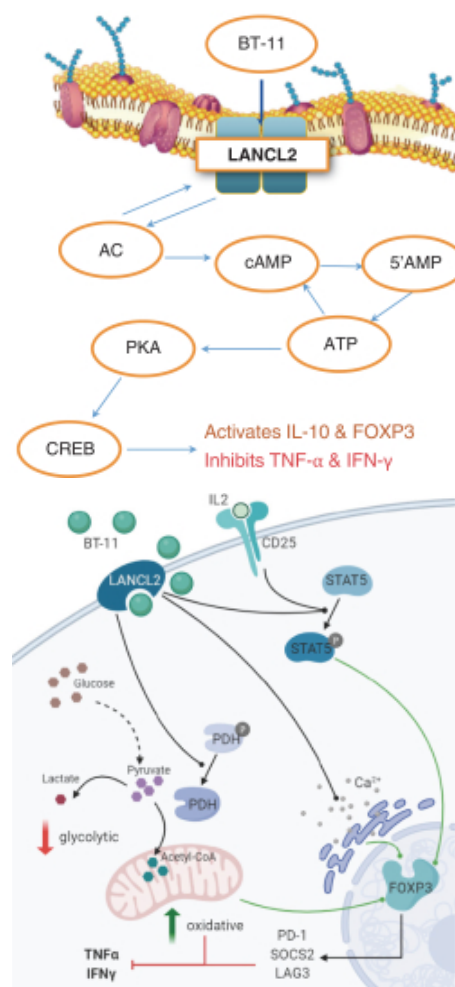 BT-11
LANCL2
AC
cAMP
5'AMP
PKA
ATP
CREB
Activates IL-10 & FOXP3
Inhibits TNF-α & IFN-γ
IL2
BT-11
CD25
LANCL2
STAT5
P
STAT5
Glucose
P
PDH
Ca²⁺
Lactate
Pyruvate
PDH
glycolytic
Acetyl-CoA
FOXP3
oxidative
PD-1
TNFα
SOCS2
IFNγ
LAG3